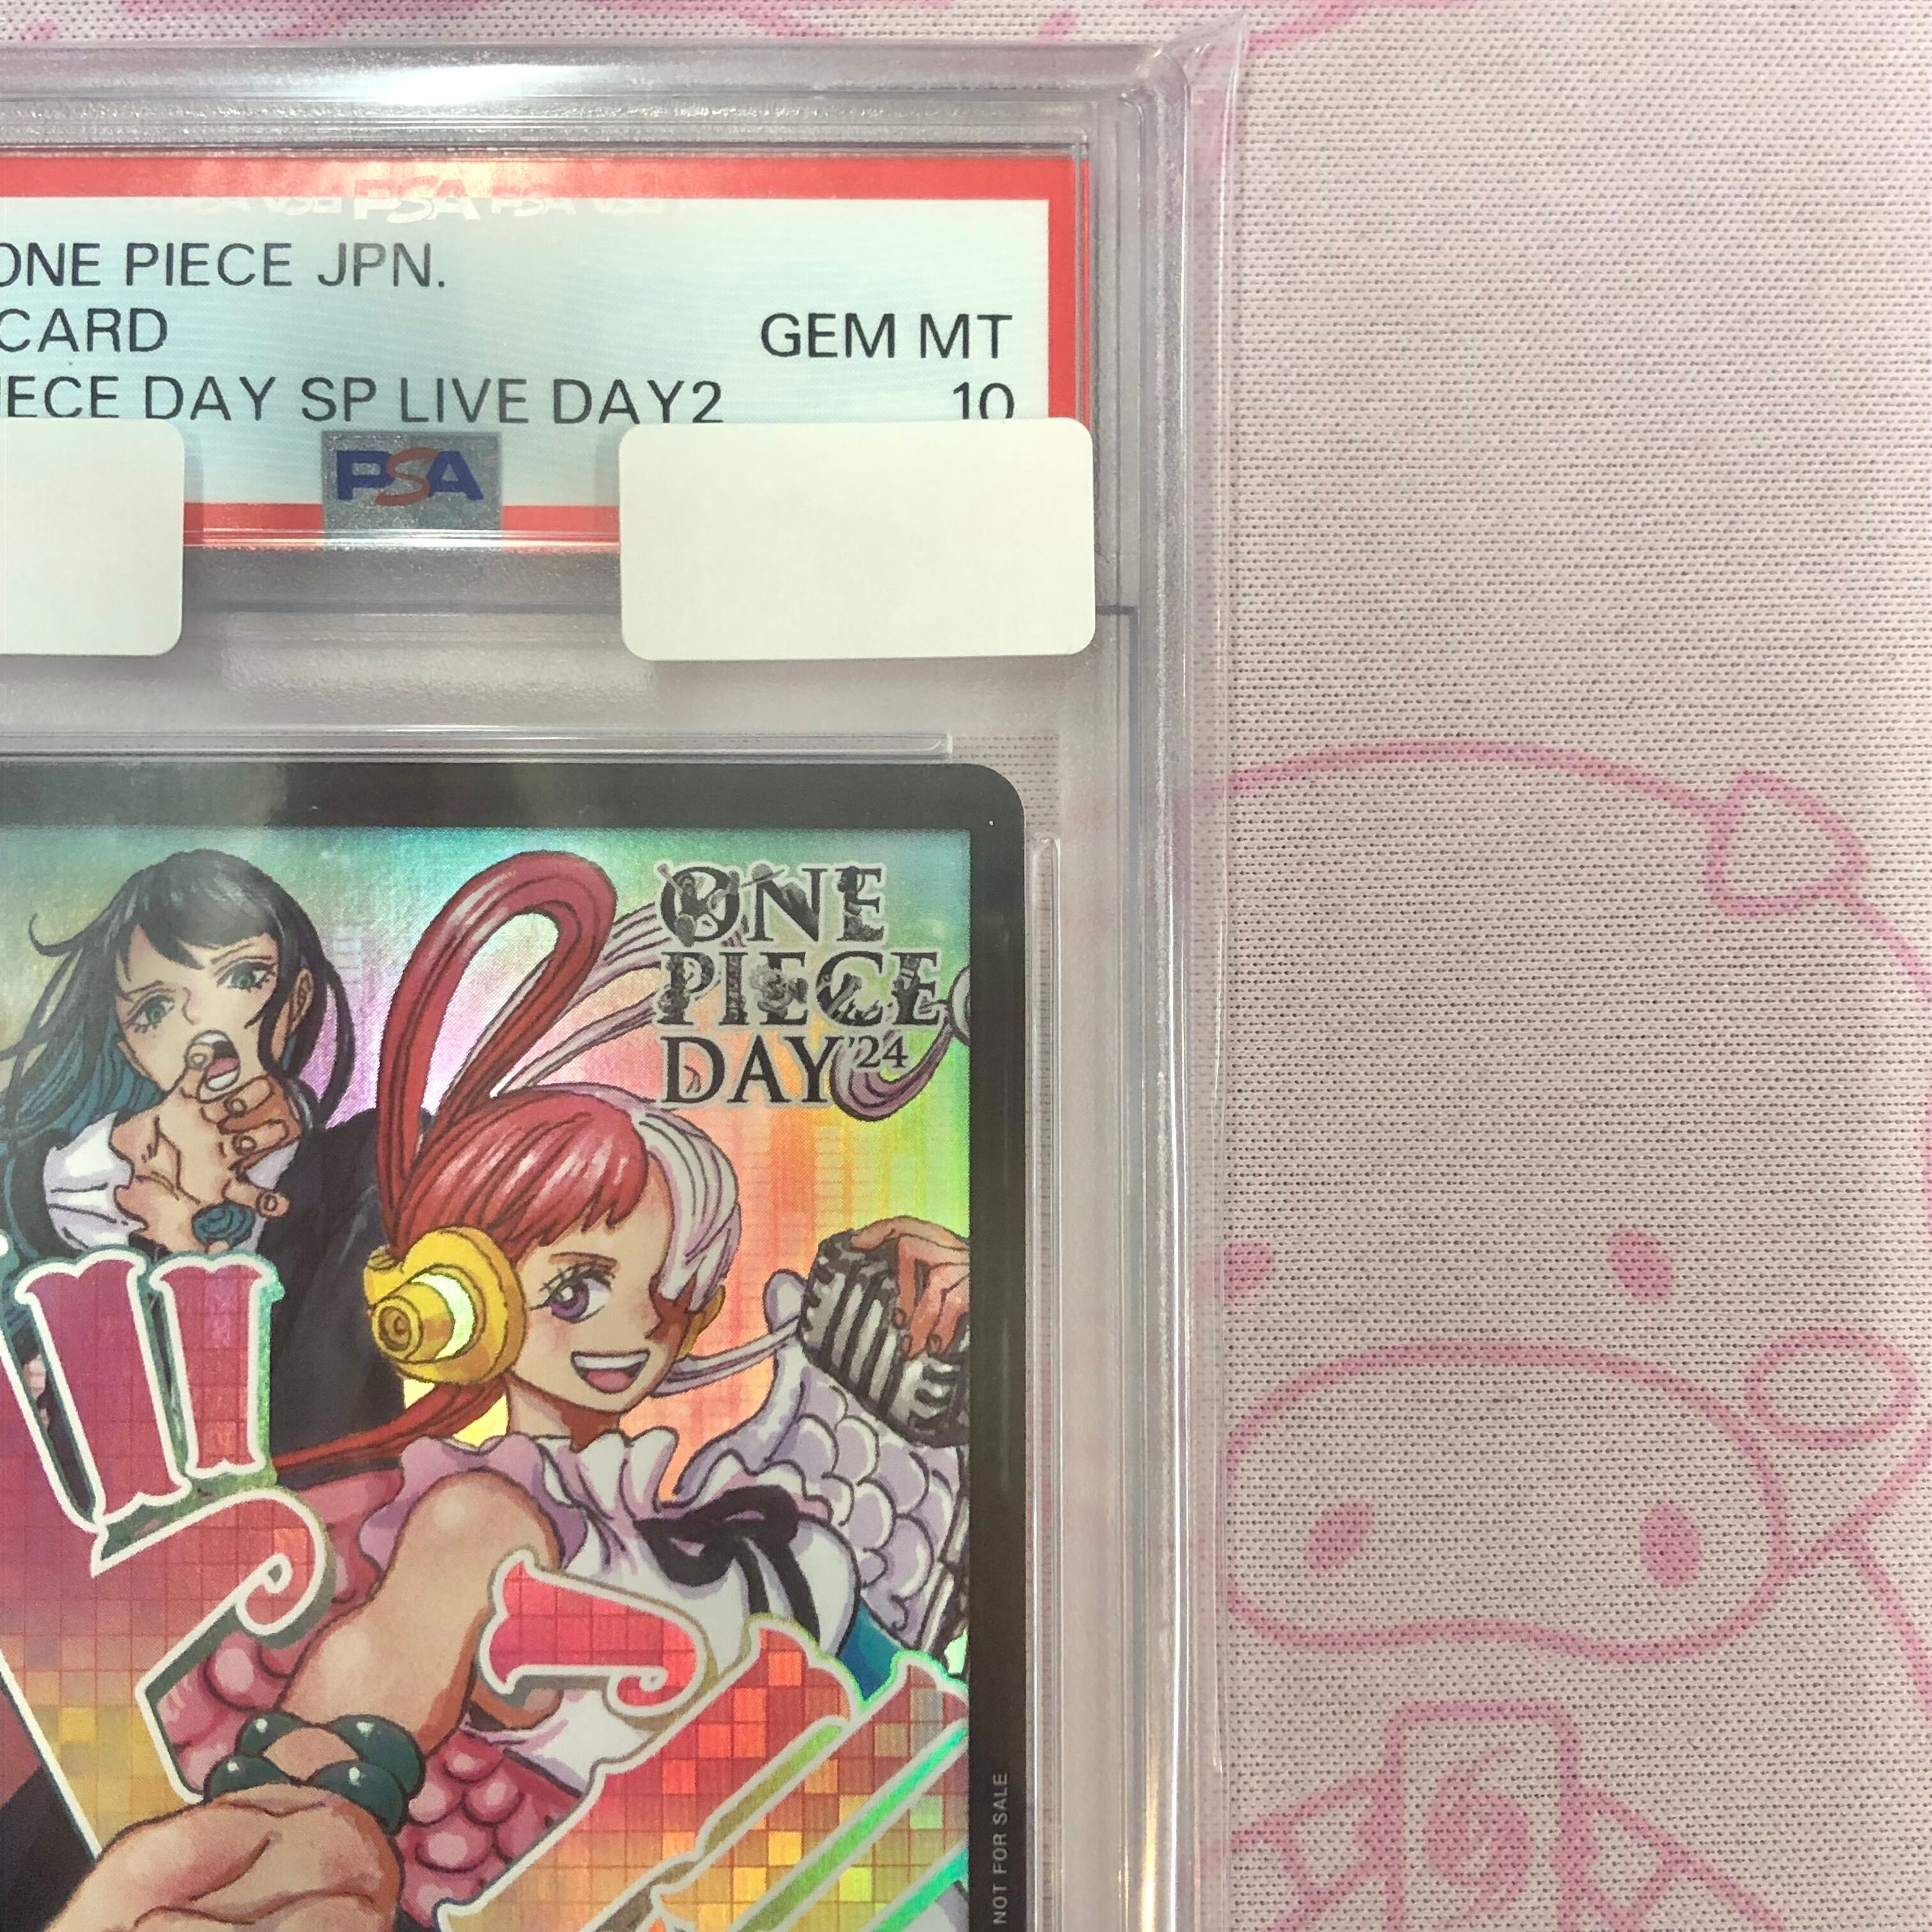 ONE PIECE JPN.
CARD
GEM MT
IECE DAY SP LIVE DAY2
10
PSA
ONE
PIECE
DAY '24
NOT FOR SALE